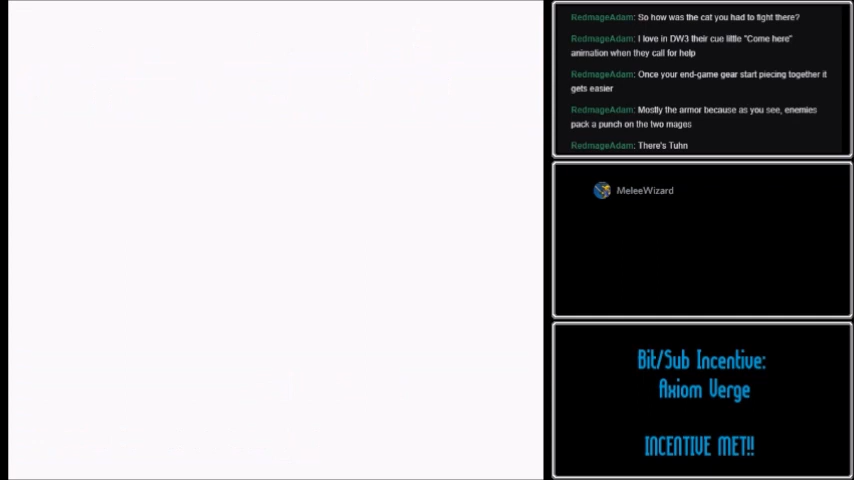 RedmageAdam: So how was the cat you had to fight there?
RedmageAdam: I love in DW3 their cue little "Come here"
animation when they call for help
RedmageAdam: Once your end-game gear start piecing together it
gets easier
RedmageAdam: Mostly the armor because as you see, enemies
pack a punch on the two mages
RedmageAdam: There's Tuhn
MeleeWizard
Bit/Sub Incentive:
Axiom Verge
INCENTIVE MET!!